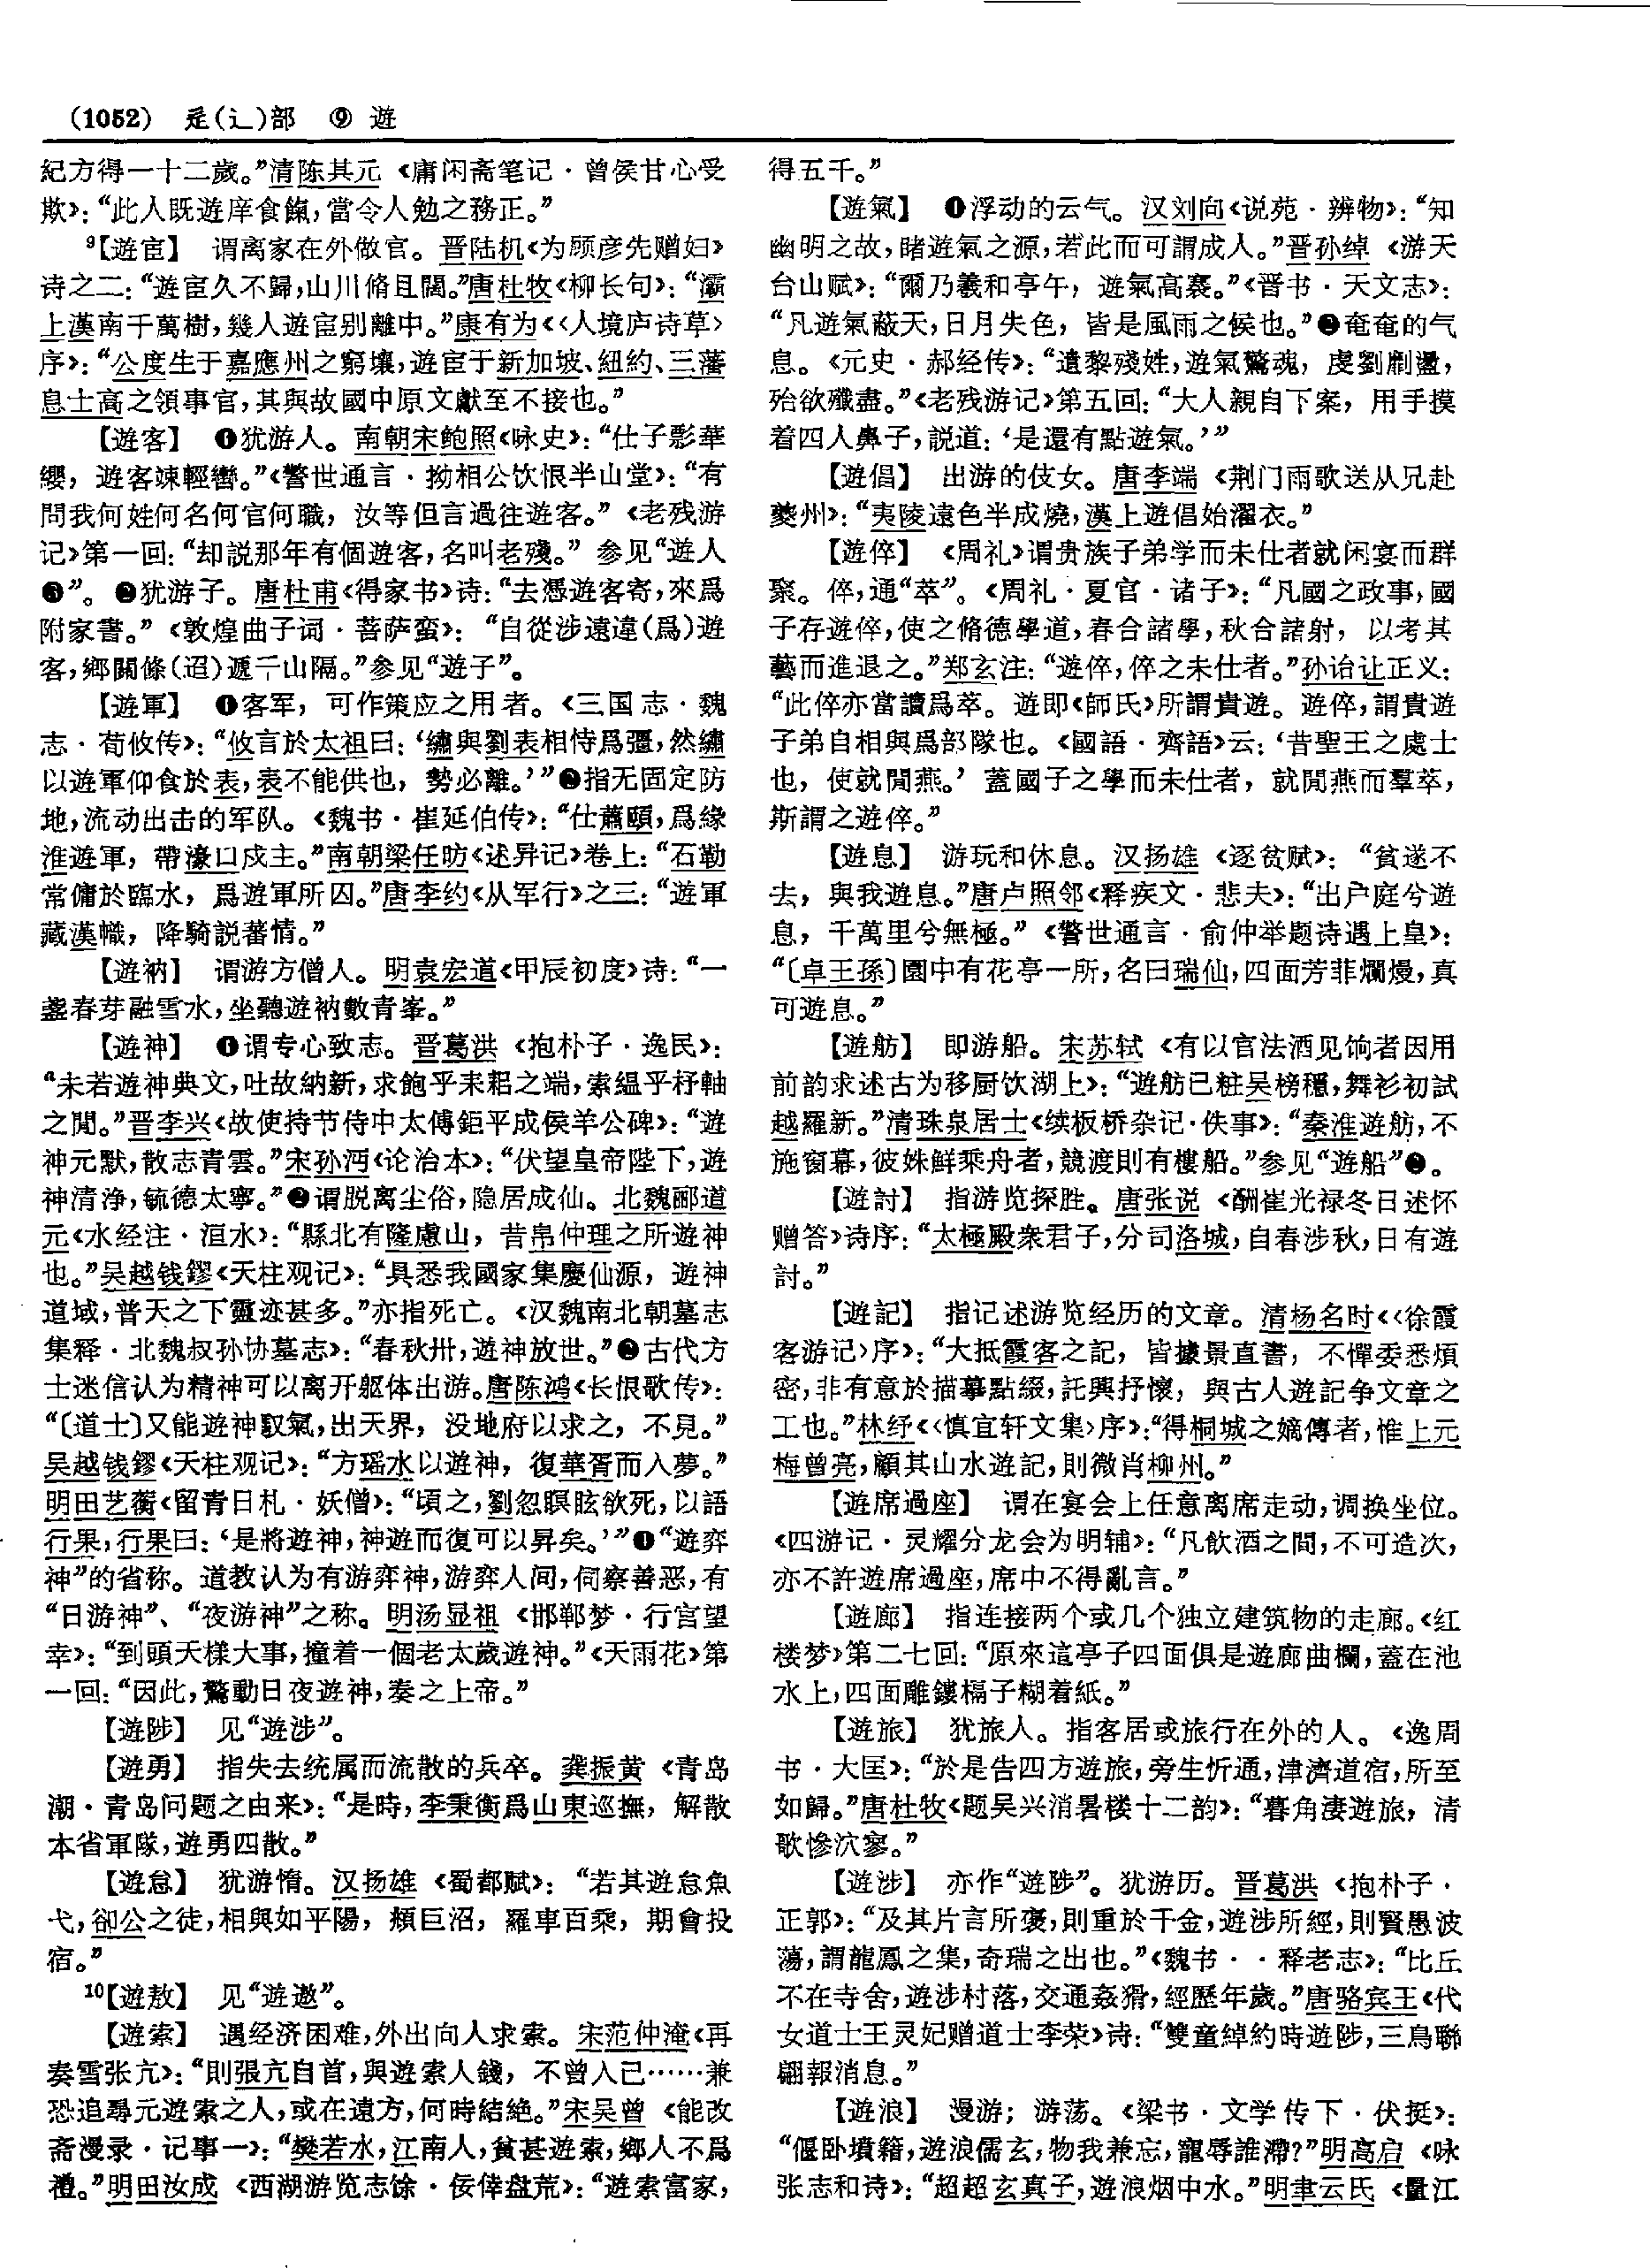 (1052) 辵(辶)部 ⑨ 遊
紀方得一十二歲。”清陈其元《庸闲斋笔记·曾侯甘心受
欺》：“此人既遊庠食餼，當令人勉之務正。”
⁹【遊宦】 谓离家在外做官。晋陆机《为顾彦先赠妇》
诗之二：“遊宦久不歸，山川脩且闊。”唐杜牧《柳长句》：“灞
上漢南千萬樹，幾人遊宦别離中。”康有为《〈人境庐诗草〉
序》：“公度生于嘉應州之窮壤，遊宦于新加坡、紐約、三藩
息士高之領事官，其與故國中原文獻至不接也。”
【遊客】 ❶犹游人。南朝宋鲍照《咏史》：“仕子彯華
纓，遊客竦輕轡。”《警世通言·拗相公饮恨半山堂》：“有
問我何姓何名何官何職，汝等但言過往遊客。”《老残游
记》第一回：“却説那年有個遊客，名叫老殘。”参见“遊人
❸”。❷犹游子。唐杜甫《得家书》诗：“去憑遊客寄，來爲
附家書。”《敦煌曲子词·菩萨蛮》：“自從涉遠違(爲)遊
客，鄉關條(迢)遞千山隔。”参见“遊子”。
【遊軍】 ❶客军，可作策应之用者。《三国志·魏
志·荀攸传》：“攸言於太祖曰：‘繡與劉表相恃爲彊，然繡
以遊軍仰食於表，表不能供也，勢必離。’”❷指无固定防
地，流动出击的军队。《魏书·崔延伯传》：“仕蕭頤，爲緣
淮遊軍，帶濠口戍主。”南朝梁任昉《述异记》卷上：“石勒
常傭於臨水，爲遊軍所囚。”唐李约《从军行》之三：“遊軍
藏漢幟，降騎説蕃情。”
【遊衲】 谓游方僧人。明袁宏道《甲辰初度》诗：“一
盞春芽融雪水，坐聽遊衲數青峯。”
【遊神】 ❶谓专心致志。晋葛洪《抱朴子·逸民》：
“未若遊神典文，吐故納新，求飽乎耒耜之端，索緼乎杼軸
之間。”晋李兴《故使持节侍中太傅鉅平成侯羊公碑》：“遊
神元默，散志青雲。”宋孙沔《论治本》：“伏望皇帝陛下，遊
神清浄，毓德太寧。”❷谓脱离尘俗，隐居成仙。北魏郦道
元《水经注·洹水》：“縣北有隆慮山，昔帛仲理之所遊神
也。”吴越钱鏐《天柱观记》：“具悉我國家集慶仙源，遊神
道域，普天之下靈迹甚多。”亦指死亡。《汉魏南北朝墓志
集释·北魏叔孙协墓志》：“春秋卅，遊神放世。”❷古代方
士迷信认为精神可以离开躯体出游。唐陈鸿《长恨歌传》：
“〔道士〕又能遊神馭氣，出天界，没地府以求之，不見。”
吴越钱鏐《天柱观记》：“方瑶水以遊神，復華胥而入夢。”
明田艺蘅《留青日札·妖僧》：“頃之，劉忽瞑眩欲死，以語
行果，行果曰：‘是將遊神，神遊而復可以昇矣。’”❶“遊弈
神”的省称。道教认为有游弈神，游弈人间，伺察善恶，有
“日游神”、“夜游神”之称。明汤显祖《邯郸梦·行宫望
幸》：“到頭天樣大事，撞着一個老太歲遊神。”《天雨花》第
一回：“因此，驚動日夜遊神，奏之上帝。”
【遊陟】 见“遊涉”。
【遊勇】 指失去统属而流散的兵卒。龚振黄《青岛
潮·青岛问题之由来》：“是時，李秉衡爲山東巡撫，解散
本省軍隊，遊勇四散。”
【遊怠】 犹游惰。汉扬雄《蜀都赋》：“若其遊怠魚
弋，郤公之徒，相與如平陽，頫巨沼，羅車百乘，期會投
宿。”
¹⁰【遊敖】 见“遊遨”。
【遊索】 遇经济困难，外出向人求索。宋范仲淹《再
奏雪张亢》：“則張亢自首，與遊索人錢，不曾入己……兼
恐追尋元遊索之人，或在遠方，何時結絶。”宋吴曾《能改
斋漫录·记事一》：“樊若水，江南人，貧甚遊索，鄉人不爲
禮。”明田汝成《西湖游览志馀·佞倖盘荒》：“遊索富家，
得五千。”
【遊氣】 ❶浮动的云气。汉刘向《说苑·辨物》：“知
幽明之故，睹遊氣之源，若此而可謂成人。”晋孙绰《游天
台山赋》：“爾乃羲和亭午，遊氣高褰。”《晋书·天文志》：
“凡遊氣蔽天，日月失色，皆是風雨之候也。”❷奄奄的气
息。《元史·郝经传》：“遺黎殘姓，遊氣驚魂，虔劉劘盪，
殆欲殲盡。”《老残游记》第五回：“大人親自下案，用手摸
着四人鼻子，説道：‘是還有點遊氣。’”
【遊倡】 出游的伎女。唐李端《荆门雨歌送从兄赴
夔州》：“夷陵遠色半成燒，漢上遊倡始濯衣。”
【遊倅】 《周礼》谓贵族子弟学而未仕者就闲宴而群
聚。倅，通“萃”。《周礼·夏官·诸子》：“凡國之政事，國
子存遊倅，使之脩德學道，春合諸學，秋合諸射，以考其
藝而進退之。”郑玄注：“遊倅，倅之未仕者。”孙诒让正义：
“此倅亦當讀爲萃。遊即《師氏》所謂貴遊。遊倅，謂貴遊
子弟自相與爲部隊也。《國語·齊語》云：‘昔聖王之處士
也，使就閒燕。’蓋國子之學而未仕者，就閒燕而羣萃，
斯謂之遊倅。”
【遊息】 游玩和休息。汉扬雄《逐贫赋》：“貧遂不
去，與我遊息。”唐卢照邻《释疾文·悲夫》：“出户庭兮遊
息，千萬里兮無極。”《警世通言·俞仲举题诗遇上皇》：
“〔卓王孫〕園中有花亭一所，名曰瑞仙，四面芳菲爛熳，真
可遊息。”
【遊舫】 即游船。宋苏轼《有以官法酒见饷者因用
前韵求述古为移厨饮湖上》：“遊舫已粧吴榜穩，舞衫初試
越羅新。”清珠泉居士《续板桥杂记·佚事》：“秦淮遊舫，不
施窗幕，彼姝鮮乘舟者，競渡則有樓船。”参见“遊船”❷。
【遊討】 指游览探胜。唐张说《酬崔光禄冬日述怀
赠答》诗序：“太極殿衆君子，分司洛城，自春涉秋，日有遊
討。”
【遊記】 指记述游览经历的文章。清杨名时《〈徐霞
客游记〉序》：“大抵霞客之記，皆據景直書，不憚委悉煩
密，非有意於描摹點綴，託興抒懷，與古人遊記争文章之
工也。”林纾《〈慎宜轩文集〉序》：“得桐城之嫡傳者，惟上元
梅曾亮，顧其山水遊記，則微肖柳州。”
【遊席過座】 谓在宴会上任意离席走动，调换坐位。
《四游记·灵耀分龙会为明辅》：“凡飲酒之間，不可造次，
亦不許遊席過座，席中不得亂言。”
【遊廊】 指连接两个或几个独立建筑物的走廊。《红
楼梦》第二七回：“原來這亭子四面俱是遊廊曲欄，蓋在池
水上，四面雕鏤槅子糊着紙。”
【遊旅】 犹旅人。指客居或旅行在外的人。《逸周
书·大匡》：“於是告四方遊旅，旁生忻通，津濟道宿，所至
如歸。”唐杜牧《题吴兴消暑楼十二韵》：“暮角淒遊旅，清
歌慘泬寥。”
【遊涉】 亦作“遊陟”。犹游历。晋葛洪《抱朴子·
正郭》：“及其片言所褒，則重於千金，遊涉所經，則賢愚波
蕩，謂龍鳳之集，奇瑞之出也。”《魏书··释老志》：“比丘
不在寺舍，遊涉村落，交通姦猾，經歷年歲。”唐骆宾王《代
女道士王灵妃赠道士李荣》诗：“雙童綽約時遊陟，三鳥聯
翩報消息。”
【遊浪】 漫游；游荡。《梁书·文学传下·伏挺》：
“偃卧墳籍，遊浪儒玄，物我兼忘，寵辱誰滯？”明高启《咏
张志和诗》：“超超玄真子，遊浪烟中水。”明聿云氏《量江